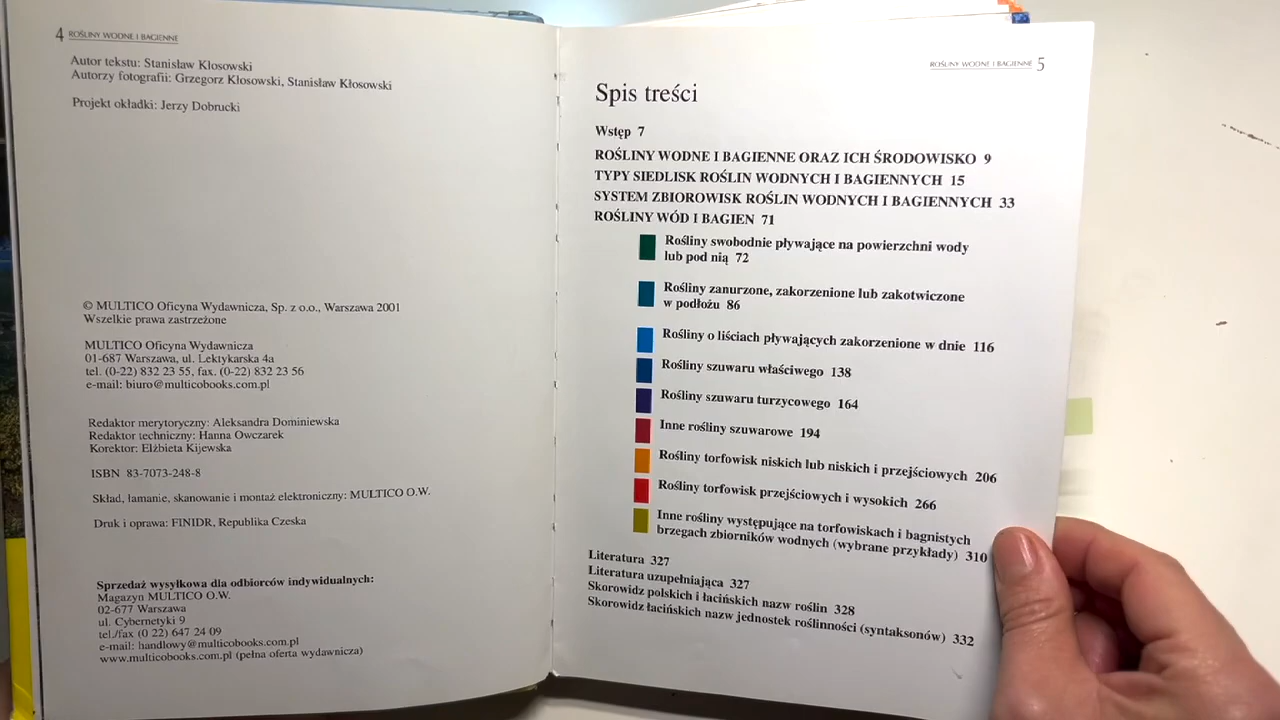 4 ROŚLINY WODNE I BAGIENNE
Autor tekstu: Stanisław Kłosowski
Autorzy fotografii: Grzegorz Kłosowski, Stanisław Kłosowski
Projekt okładki: Jerzy Dobrucki
© MULTICO Oficyna Wydawnicza, Sp. z o.o., Warszawa 2001
Wszelkie prawa zastrzeżone
MULTICO Oficyna Wydawnicza
01-687 Warszawa, ul. Lektykarska 4a
tel. (0-22) 832 23 55, fax. (0-22) 832 23 56
e-mail: biuro@multicobooks.com.pl
Redaktor merytoryczny: Aleksandra Dominiewska
Redaktor techniczny: Hanna Owczarek
Korektor: Elżbieta Kijewska
ISBN 83-7073-248-8
Skład, łamanie, skanowanie i montaż elektroniczny: MULTICO O.W.
Druk i oprawa: FINIDR, Republika Czeska
Sprzedaż wysyłkowa dla odbiorców indywidualnych:
Magazyn MULTICO O.W.
02-677 Warszawa
ul. Cybernetyki 9
tel./fax (0 22) 647 24 09
e-mail: handlowy@multicobooks.com.pl
www.multicobooks.com.pl (pełna oferta wydawnicza)
ROŚLINY WODNE I BAGIENNE 5
Spis treści
Wstęp 7
ROŚLINY WODNE I BAGIENNE ORAZ ICH ŚRODOWISKO 9
TYPY SIEDLISK ROŚLIN WODNYCH I BAGIENNYCH 15
SYSTEM ZBIOROWISK ROŚLIN WODNYCH I BAGIENNYCH 33
ROŚLINY WÓD I BAGIEN 71
Rośliny swobodnie pływające na powierzchni wody
lub pod nią 72
Rośliny zanurzone, zakorzenione lub zakotwiczone
w podłożu 86
Rośliny o liściach pływających zakorzenione w dnie 116
Rośliny szuwaru właściwego 138
Rośliny szuwaru turzycowego 164
Inne rośliny szuwarowe 194
Rośliny torfowisk niskich lub niskich i przejściowych 206
Rośliny torfowisk przejściowych i wysokich 266
Inne rośliny występujące na torfowiskach i bagnistych
brzegach zbiorników wodnych (wybrane przykłady) 310
Literatura 327
Literatura uzupełniająca 327
Skorowidz polskich i łacińskich nazw roślin 328
Skorowidz łacińskich nazw jednostek roślinności (syntaksonów) 332